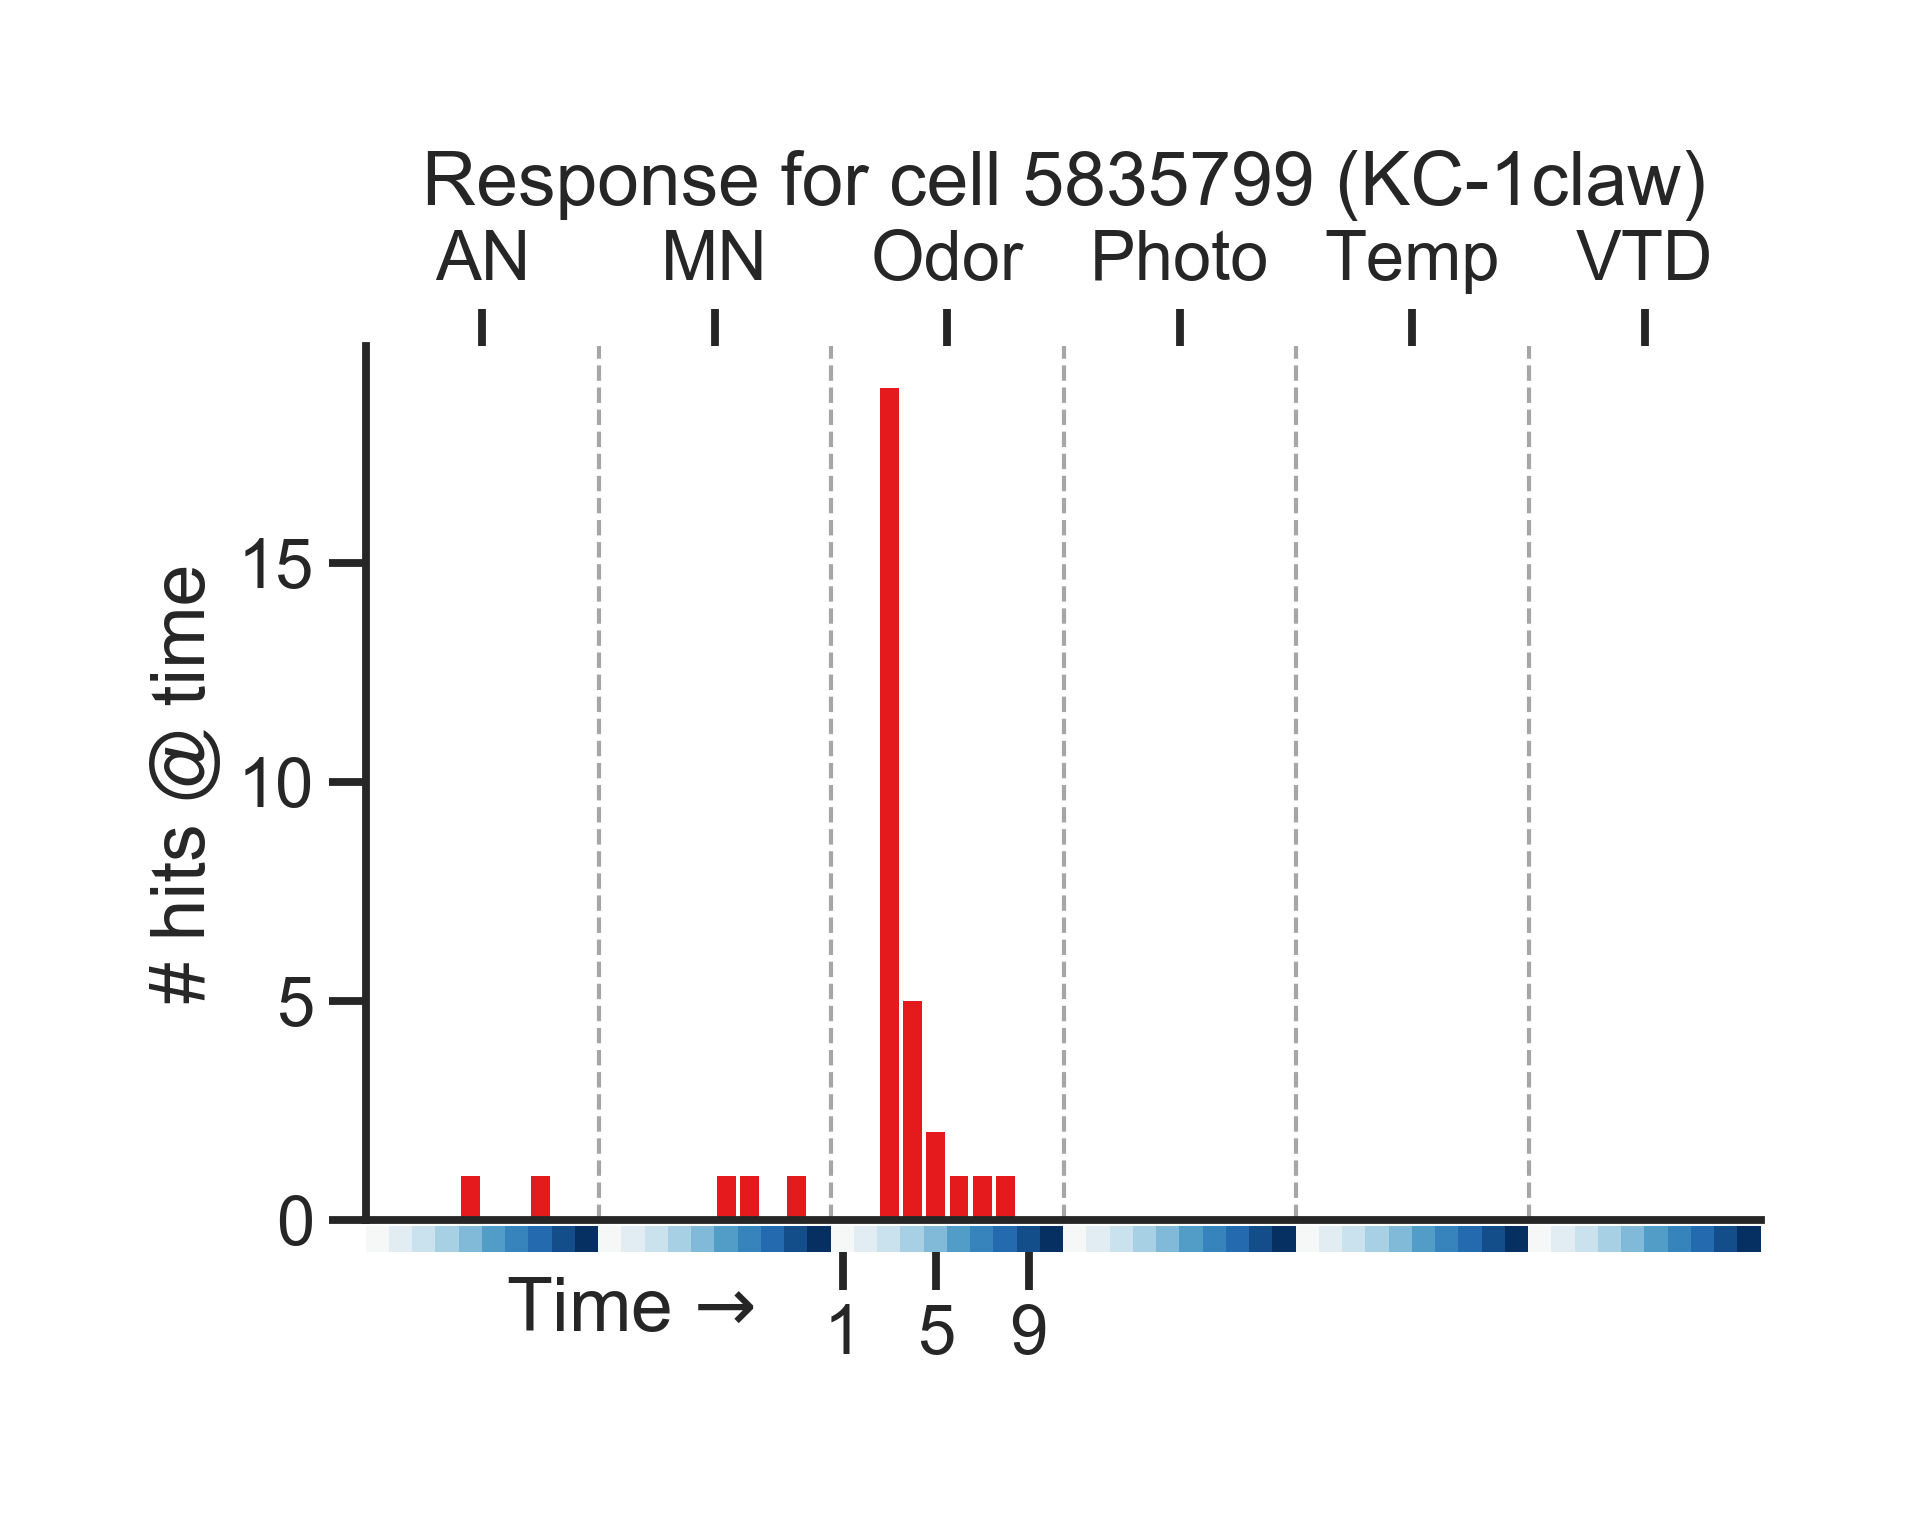 Response for cell 5835799 (KC-1claw)
AN MN Odor Photo Temp VTD
# hits @ time
15
10
5
0
Time →
1 5 9